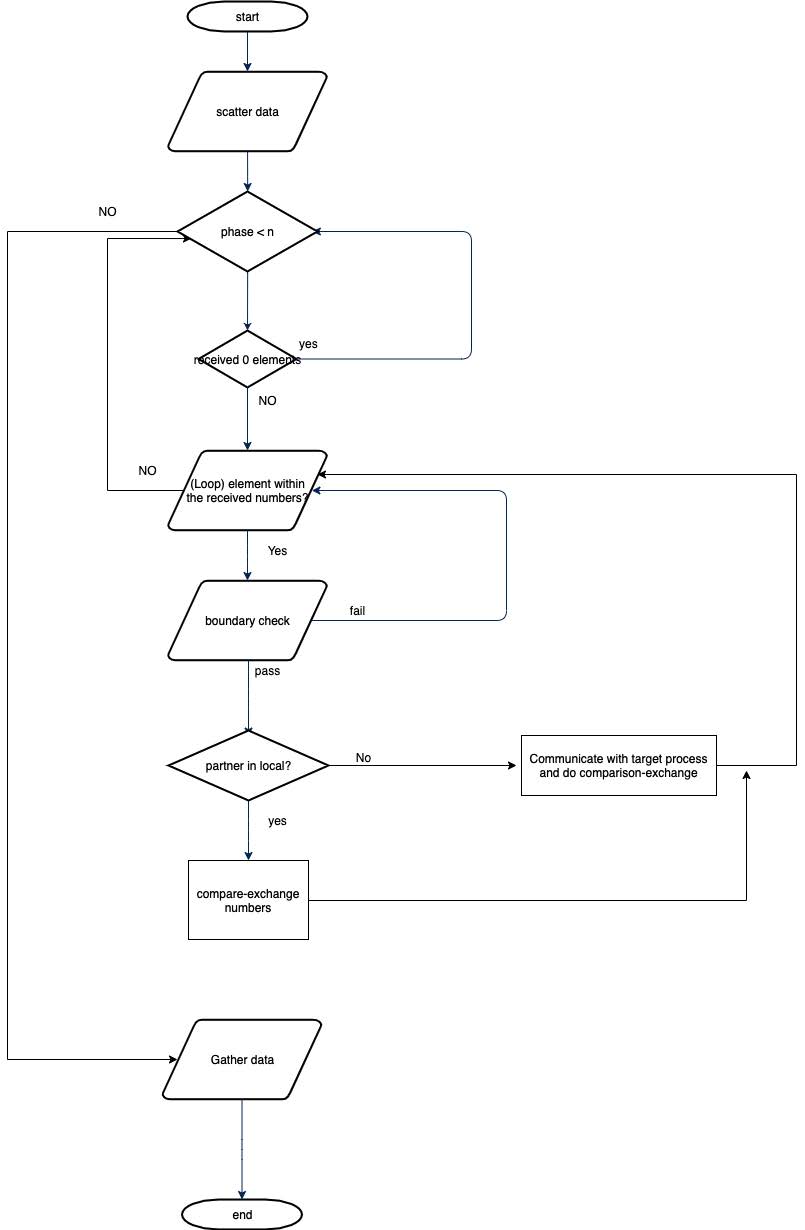 start
scatter data
NO
phase < n
yes
received 0 elements
NO
NO
(Loop) element within
the received numbers?
Yes
boundary check
fail
pass
partner in local?
No
Communicate with target process
and do comparison-exchange
yes
compare-exchange
numbers
Gather data
end